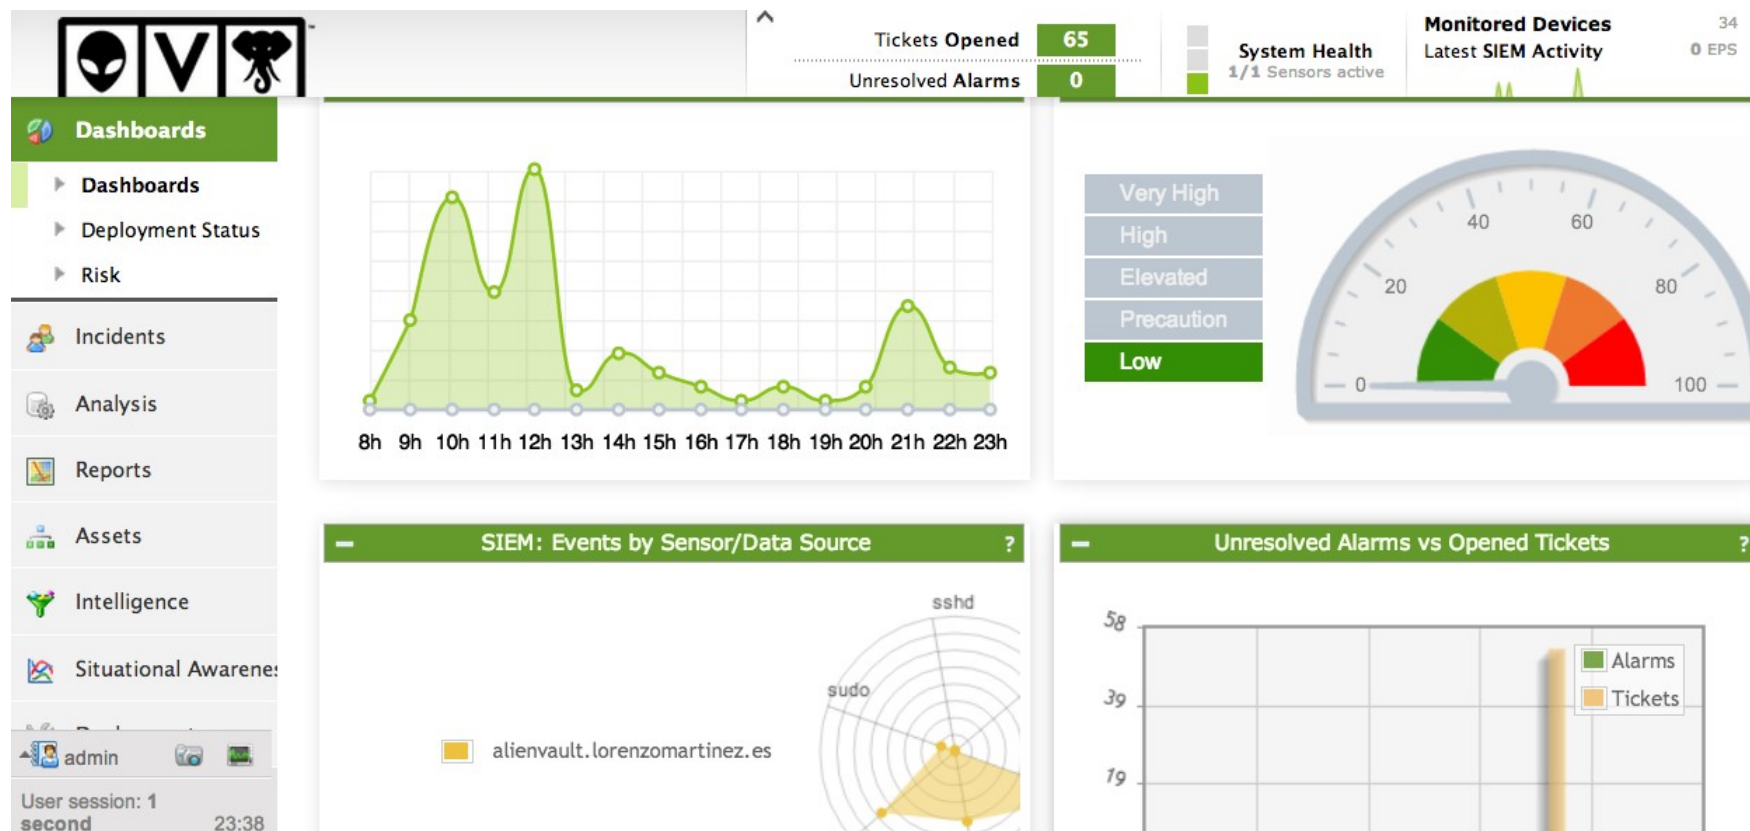 V
™
Tickets Opened 65
Unresolved Alarms 0
System Health
1/1 Sensors active
Monitored Devices 34
Latest SIEM Activity 0 EPS
Dashboards
Dashboards
Deployment Status
Risk
Incidents
Analysis
Reports
Assets
Intelligence
Situational Awarenes
admin
User session: 1
second 23:38
8h 9h 10h 11h 12h 13h 14h 15h 16h 17h 18h 19h 20h 21h 22h 23h
Very High
High
Elevated
Precaution
Low
0 20 40 60 80 100
SIEM: Events by Sensor/Data Source ?
sshd
sudo
alienvault.lorenzomartinez.es
Unresolved Alarms vs Opened Tickets ?
58
39
19
Alarms
Tickets